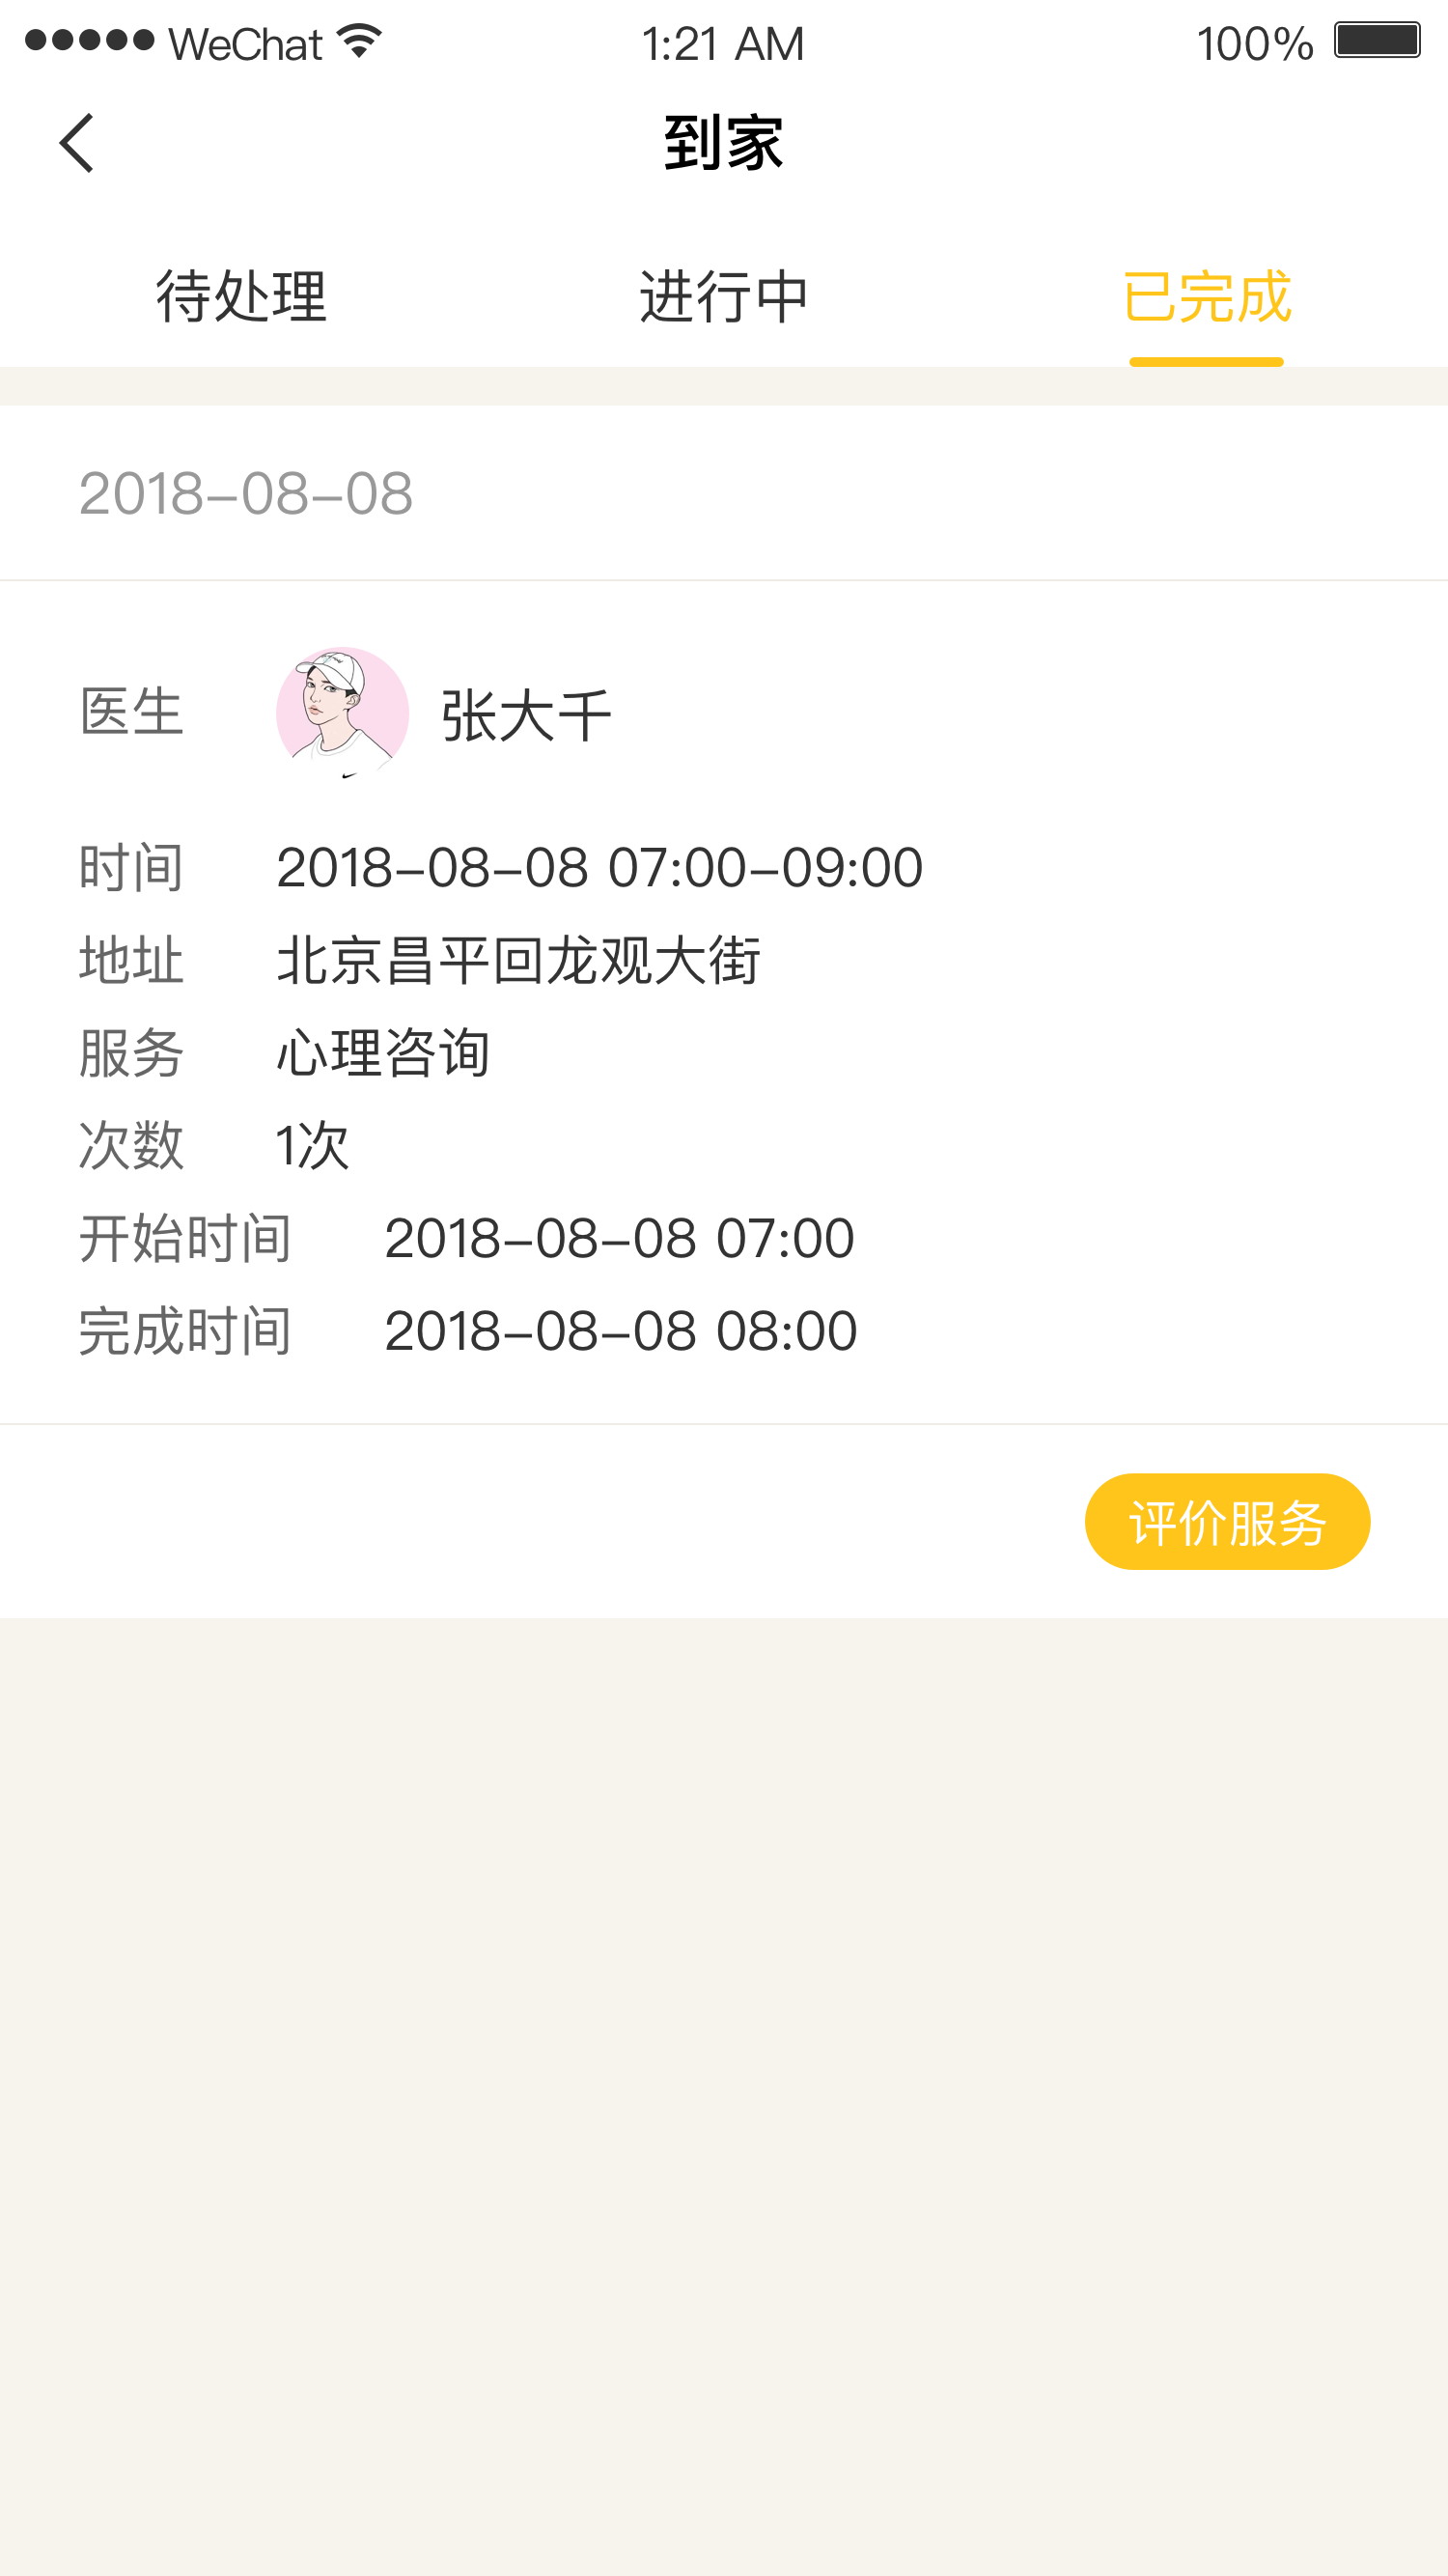 WeChat 1:21 AM 100%
到家
待处理 进行中 已完成
2018-08-08
医生 张大千
时间 2018-08-08 07:00-09:00
地址 北京昌平回龙观大街
服务 心理咨询
次数 1次
开始时间 2018-08-08 07:00
完成时间 2018-08-08 08:00
评价服务